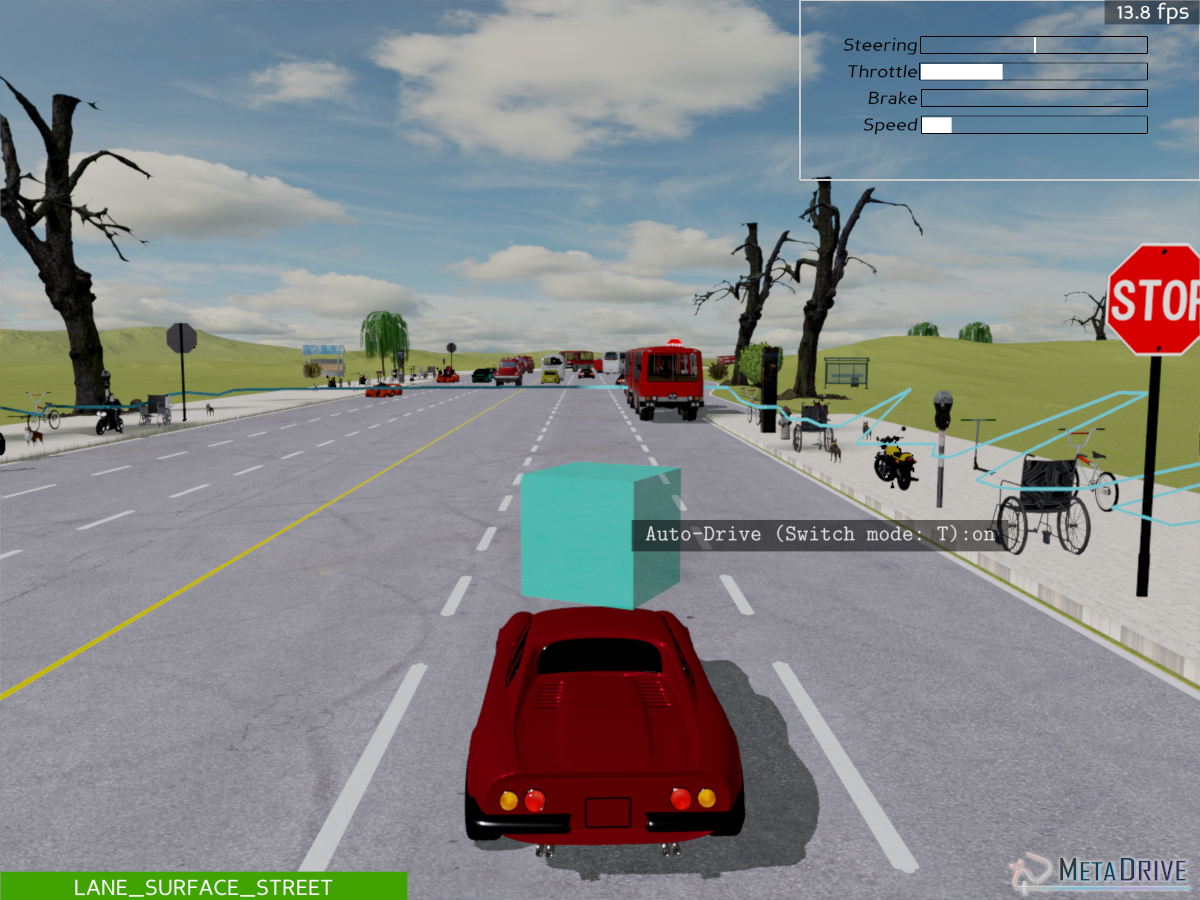 13.8 fps
Steering
Throttle
Brake
Speed
STOP
Auto-Drive (Switch mode: T):on
LANE_SURFACE_STREET
METADRIVE